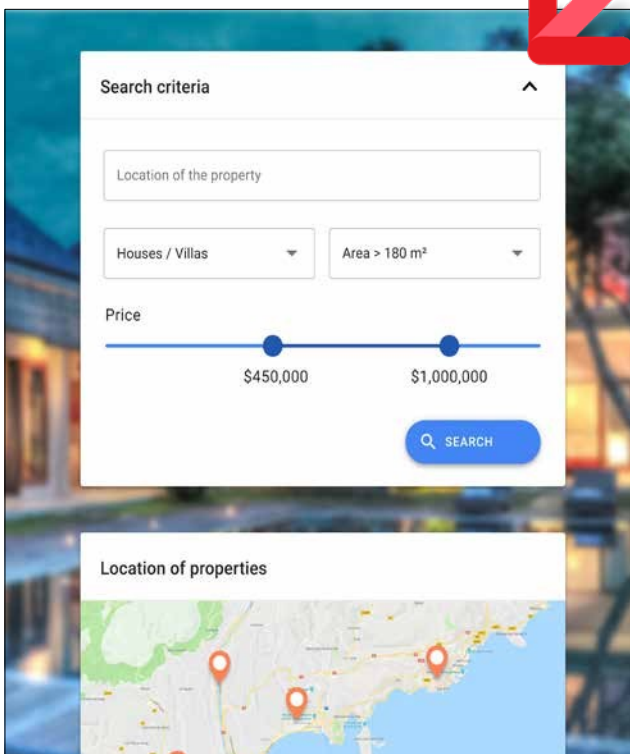 Search criteria
Location of the property
Houses / Villas
Area > 180 m²
Price
$450,000
$1,000,000
SEARCH
Location of properties